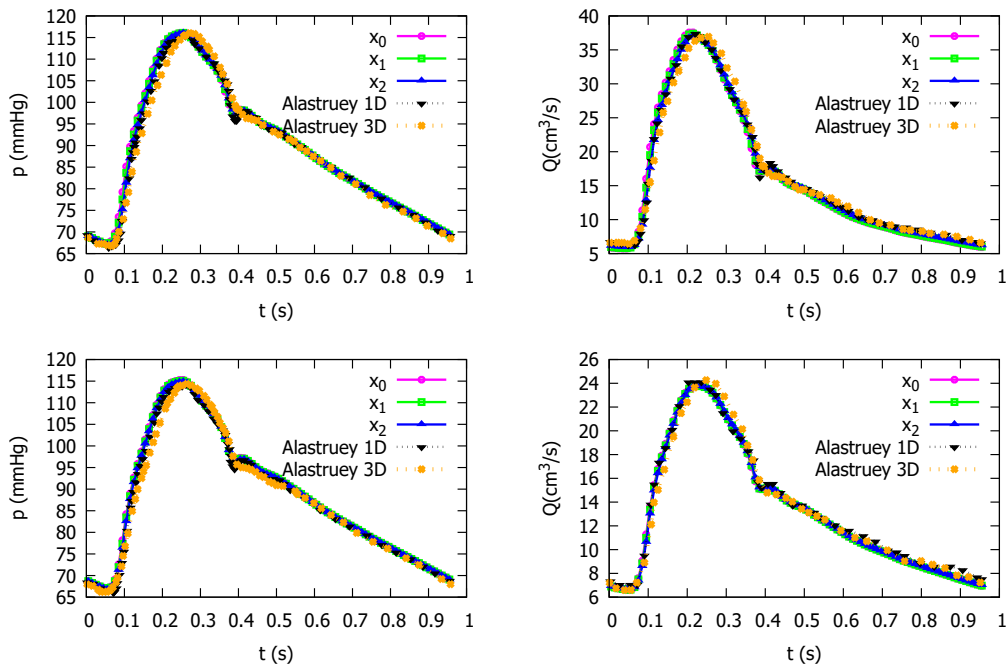 120
115
110
105
100
95
90
85
80
75
70
65
p (mmHg)
0 0.1 0.2 0.3 0.4 0.5 0.6 0.7 0.8 0.9 1
t (s)
x0
x1
x2
Alastruey 1D
Alastruey 3D
40
35
30
25
20
15
10
5
Q(cm³/s)
0 0.1 0.2 0.3 0.4 0.5 0.6 0.7 0.8 0.9 1
t (s)
x0
x1
x2
Alastruey 1D
Alastruey 3D
120
115
110
105
100
95
90
85
80
75
70
65
p (mmHg)
0 0.1 0.2 0.3 0.4 0.5 0.6 0.7 0.8 0.9 1
t (s)
x0
x1
x2
Alastruey 1D
Alastruey 3D
26
24
22
20
18
16
14
12
10
8
6
Q(cm³/s)
0 0.1 0.2 0.3 0.4 0.5 0.6 0.7 0.8 0.9 1
t (s)
x0
x1
x2
Alastruey 1D
Alastruey 3D